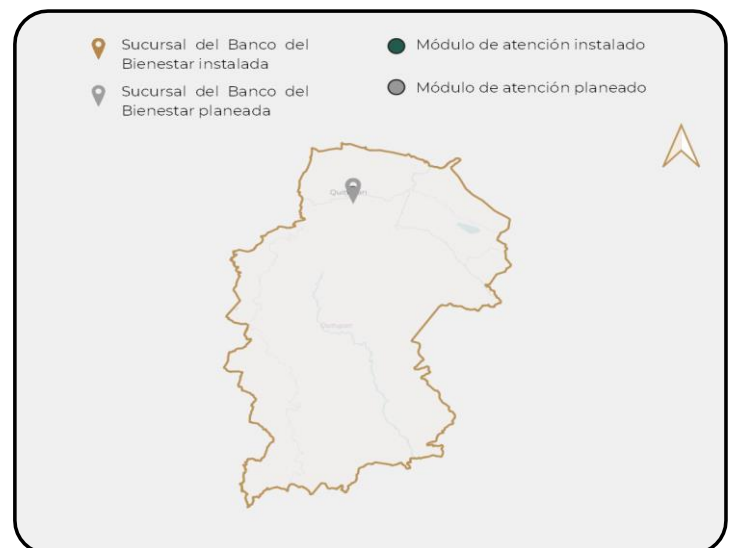 Sucursal del Banco del
Bienestar instalada
Sucursal del Banco del
Bienestar planeada
Módulo de atención instalado
Módulo de atención planeado